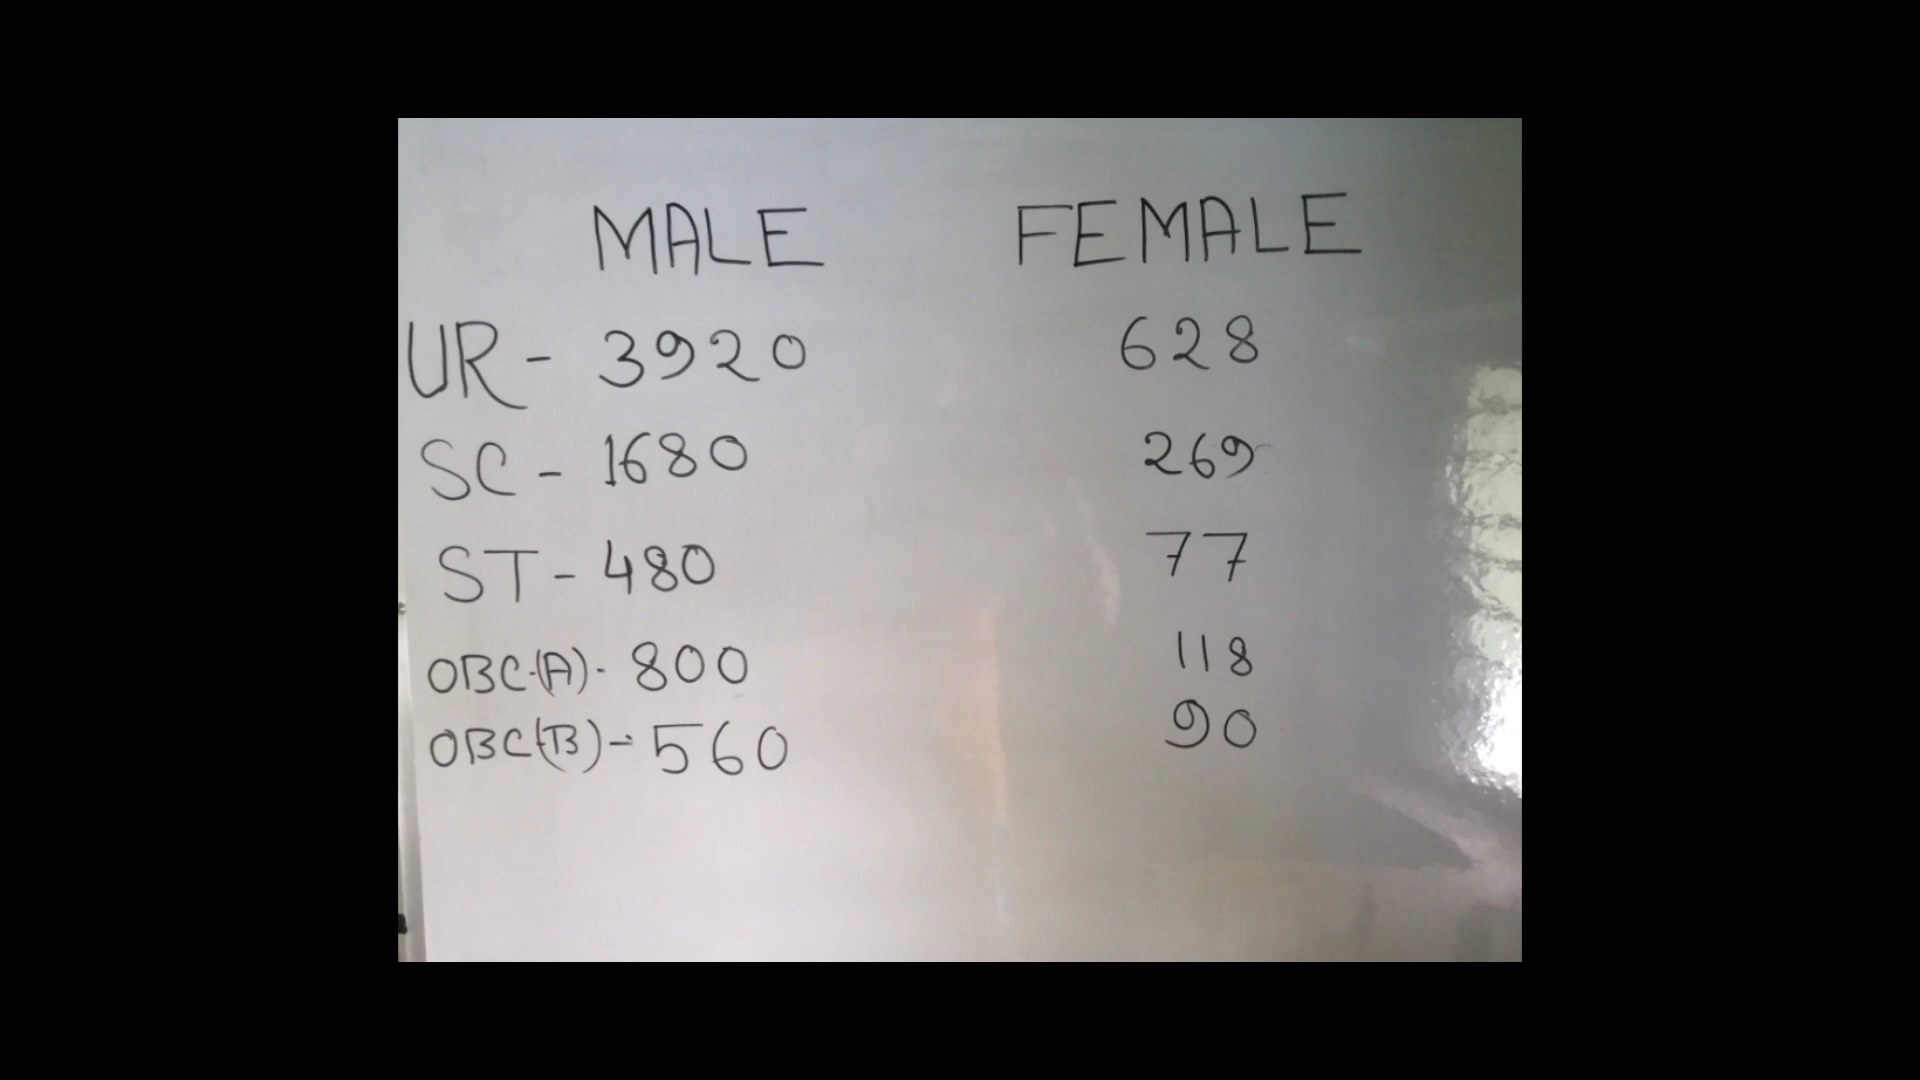 MALE FEMALE
UR - 3920 628
SC - 1680 269
ST - 480 77
OBC-(A) - 800 118
OBC(B) - 560 90